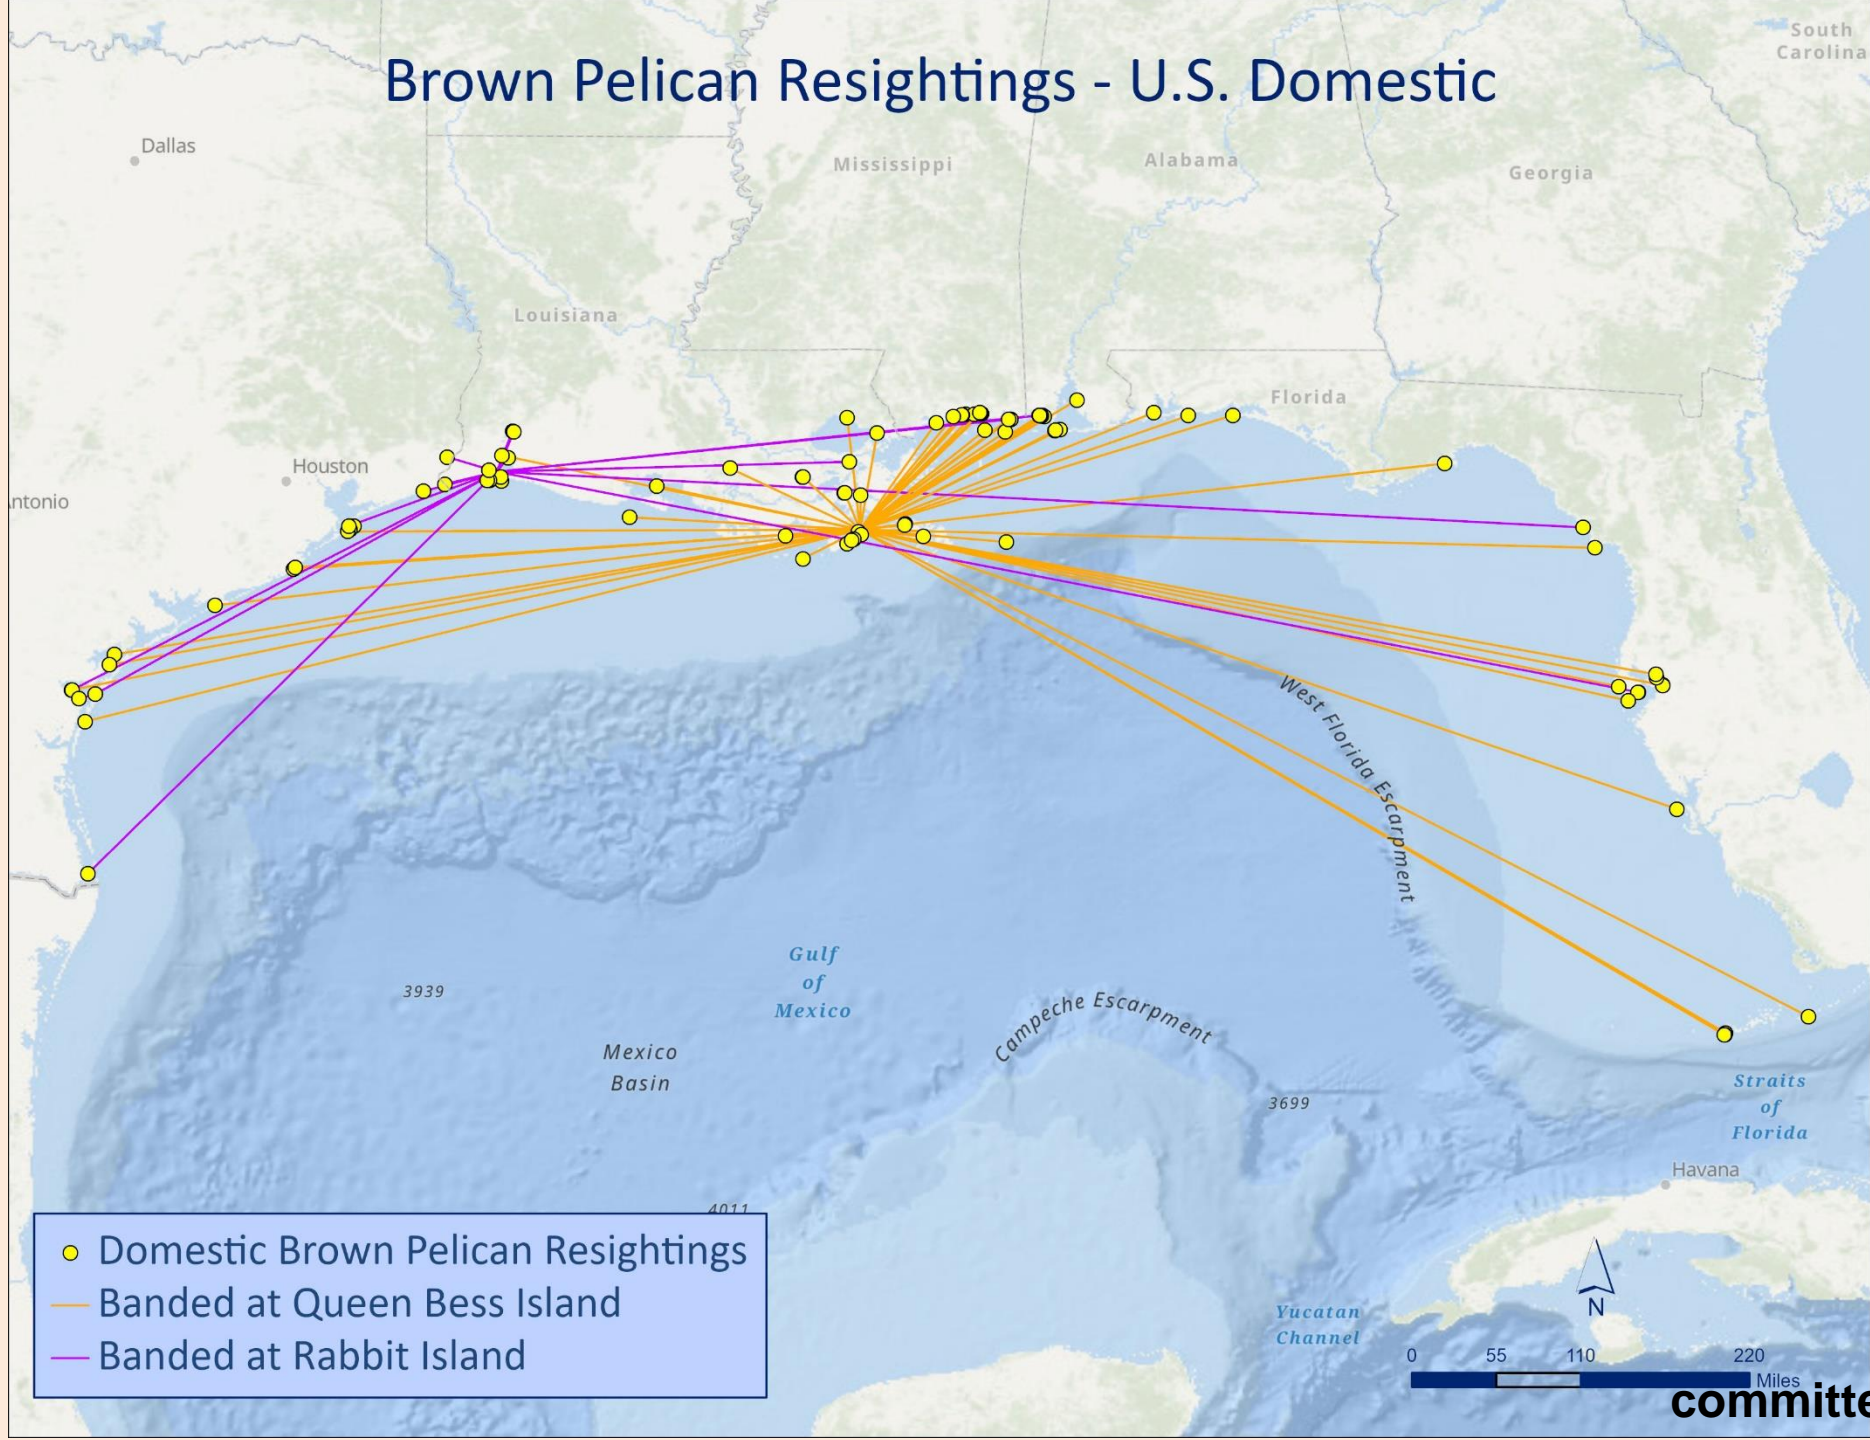 South
Carolina
Brown Pelican Resightings - U.S. Domestic
Dallas
Mississippi
Alabama
Georgia
Louisiana
Florida
Houston
ntonio
West Florida Escarpment
Gulf
of
Mexico
3939
Campeche Escarpment
Mexico
Basin
3699
Straits
of
Florida
Havana
4011
Domestic Brown Pelican Resightings
Banded at Queen Bess Island
Banded at Rabbit Island
Yucatan
Channel
N
0 55 110 220
Miles
committe